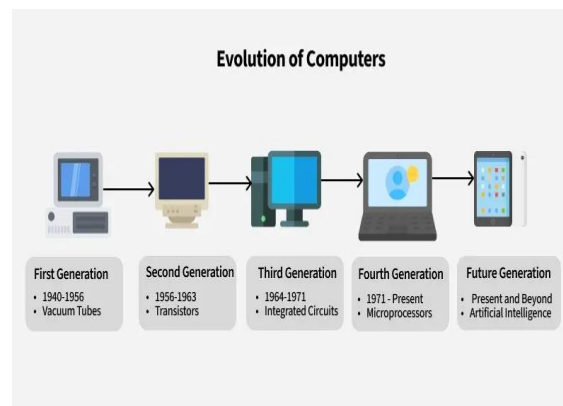 Evolution of Computers
First Generation
• 1940-1956
• Vacuum Tubes
Second Generation
• 1956-1963
• Transistors
Third Generation
• 1964-1971
• Integrated Circuits
Fourth Generation
• 1971 - Present
• Microprocessors
Future Generation
• Present and Beyond
• Artificial Intelligence